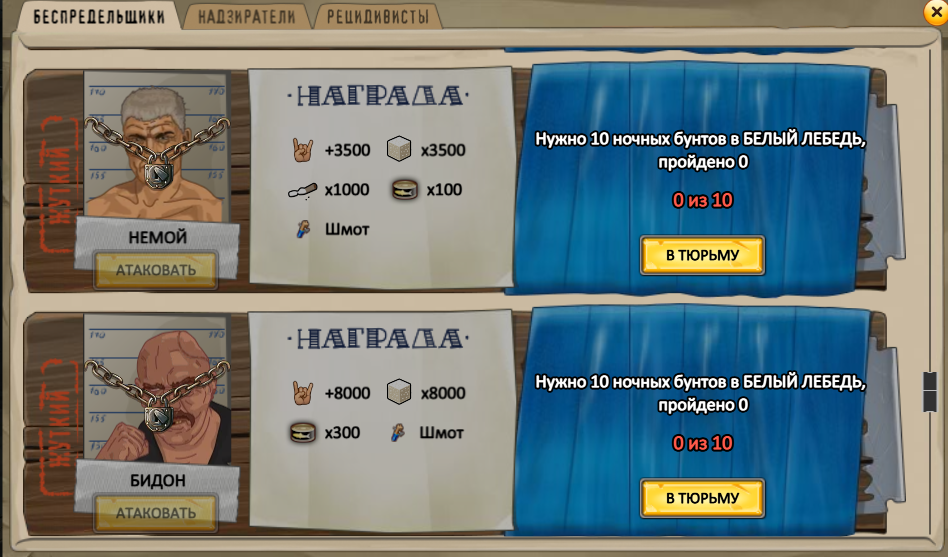 БЕСПРЕДЕЛЬЩИКИ
НАДЗИРАТЕЛИ
РЕЦИДИВИСТЫ
ЖУТКИЙ
НЕМОЙ
АТАКОВАТЬ
·НАГРАДА·
+3500 x3500
x1000 x100
Шмот
Нужно 10 ночных бунтов в БЕЛЫЙ ЛЕБЕДЬ,
пройдено 0
0 из 10
В ТЮРЬМУ
ЖУТКИЙ
БИДОН
АТАКОВАТЬ
·НАГРАДА·
+8000 x8000
x300 Шмот
Нужно 10 ночных бунтов в БЕЛЫЙ ЛЕБЕДЬ,
пройдено 0
0 из 10
В ТЮРЬМУ